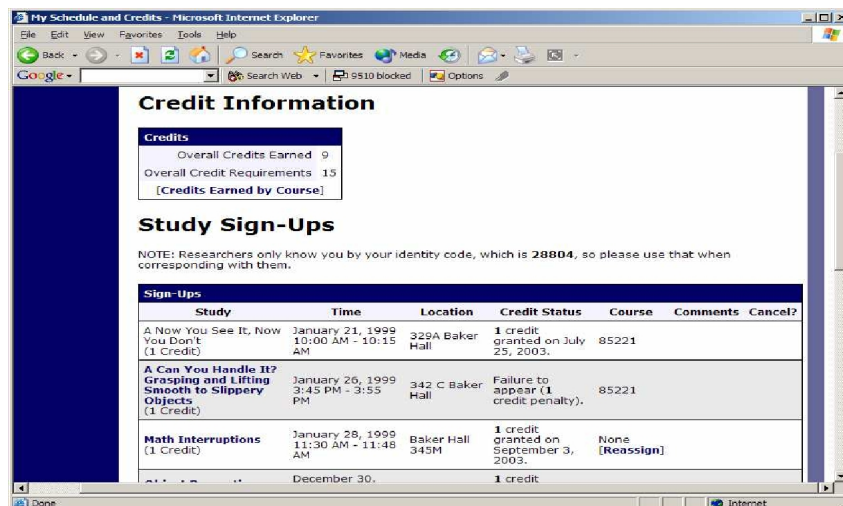 My Schedule and Credits - Microsoft Internet Explorer
File Edit View Favorites Tools Help
Back Search Favorites Media
Google Search Web 9510 blocked Options
Credit Information
Credits
Overall Credits Earned 9
Overall Credit Requirements 15
[Credits Earned by Course]
Study Sign-Ups
NOTE: Researchers only know you by your identity code, which is 28804, so please use that when
corresponding with them.
Sign-Ups
Study Time Location Credit Status Course Comments Cancel?
A Now You See It, Now
You Don't
(1 Credit)
January 21, 1999
10:00 AM - 10:15
AM
329A Baker
Hall
1 credit
granted on July
25, 2003.
85221
A Can You Handle It?
Grasping and Lifting
Smooth to Slippery
Objects
(1 Credit)
January 26, 1999
3:45 PM - 3:55
PM
342 C Baker
Hall
Failure to
appear (1
credit penalty).
85221
Math Interruptions
(1 Credit)
January 28, 1999
11:30 AM - 11:48
AM
Baker Hall
345M
1 credit
granted on
September 3,
2003.
None
[Reassign]
December 30,
1 credit
Done Internet